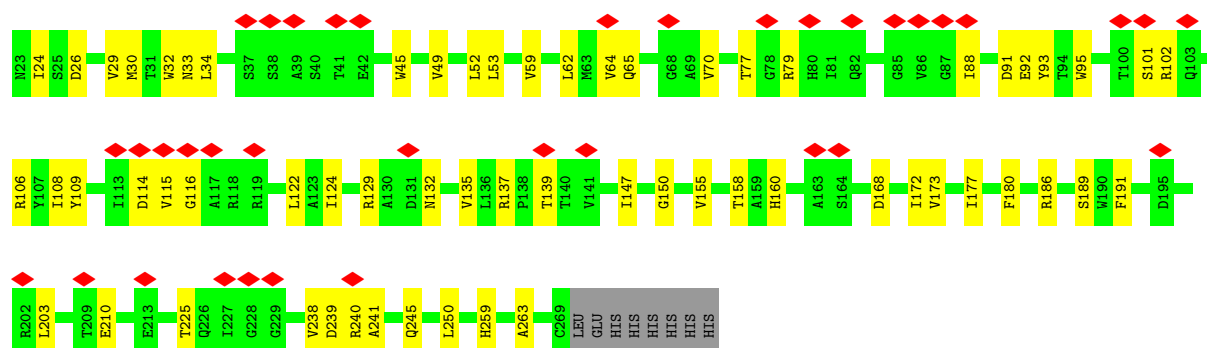 N23 I24 S25 D26 V29 M30 T31 W32 N33 L34 S37 S38 A39 S40 T41 E42 W45 V49 L52 L53 V59 L62 M63 V64 Q65 G68 A69 V70 T77 G78 R79 H80 I81 Q82 G85 V86 G87 I88 D91 E92 Y93 T94 W95 T100 S101 R102 Q103
R106 Y107 I108 Y109 I113 D114 V115 G116 A117 R118 R119 L122 A123 I124 R129 A130 D131 N132 V135 L136 R137 P138 T139 T140 V141 I147 G150 V155 T158 A159 H160 A163 S164 D168 I172 V173 I177 F180 R186 S189 W190 F191 D195
R202 L203 T209 E210 E213 T225 Q226 I227 G228 G229 V238 D239 R240 A241 Q245 L250 H259 A263 C269 LEU GLU HIS HIS HIS HIS HIS HIS